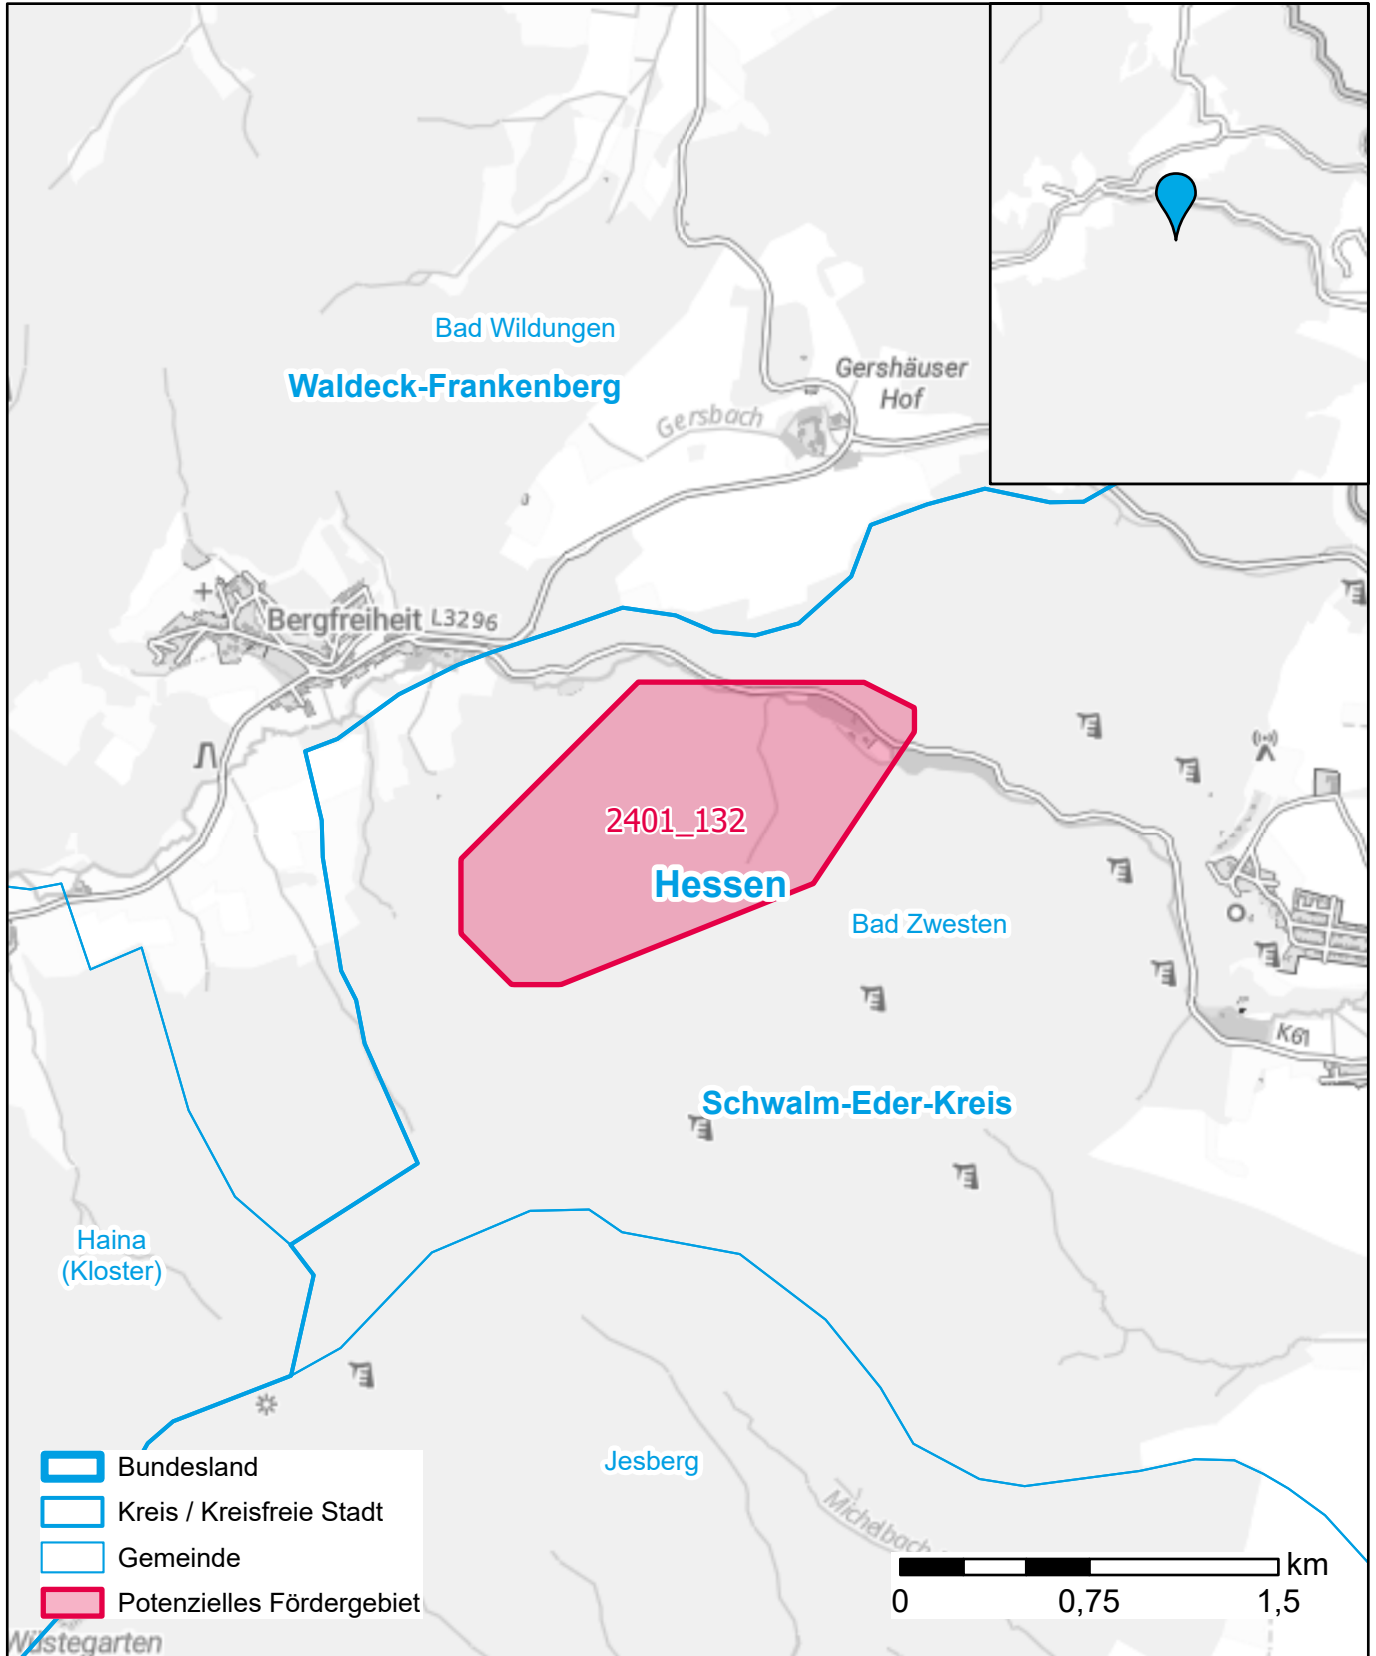 Bad Wildungen
Waldeck-Frankenberg
Gershäuser
Hof
Gersbach
Bergfreiheit
L3296
2401_132
Hessen
Bad Zwesten
K61
Schwalm-Eder-Kreis
Haina
(Kloster)
Jesberg
Michelbach
Bundesland
Kreis / Kreisfreie Stadt
Gemeinde
Potenzielles Fördergebiet
km
0 0,75 1,5
Wüstegarten